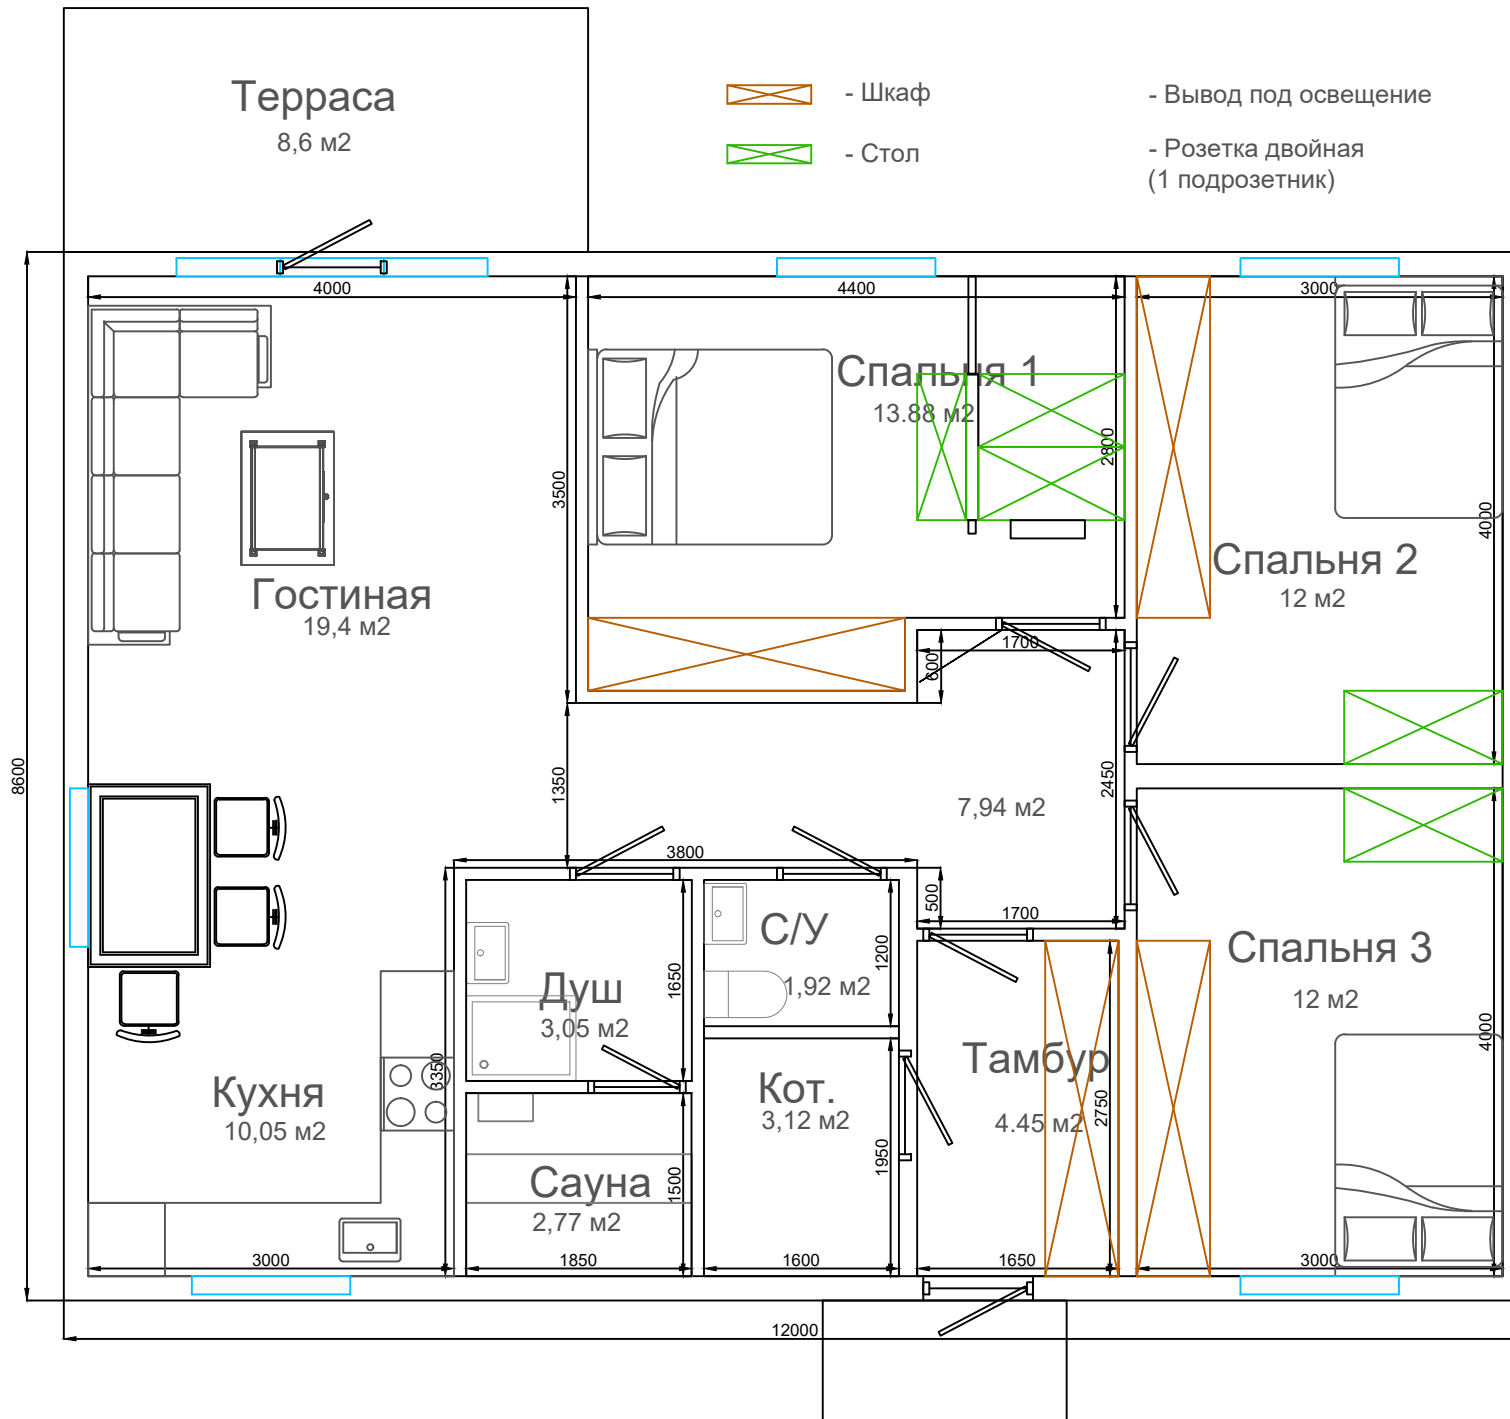 Терраса
8,6 м2
- Шкаф
- Стол
- Вывод под освещение
- Розетка двойная
(1 подрозетник)
4000
4400
3000
Спальня 1
13.88 м2
2800
3500
4000
Спальня 2
12 м2
Гостиная
19,4 м2
1700
600
8600
1350
2450
7,94 м2
3800
500
1700
С/У
1,92 м2
1200
Душ
3,05 м2
1650
Спальня 3
12 м2
4000
3350
Кухня
10,05 м2
Кот.
3,12 м2
1950
Тамбур
4.45 м2
2750
Сауна
2,77 м2
1500
3000
1850
1600
1650
3000
12000